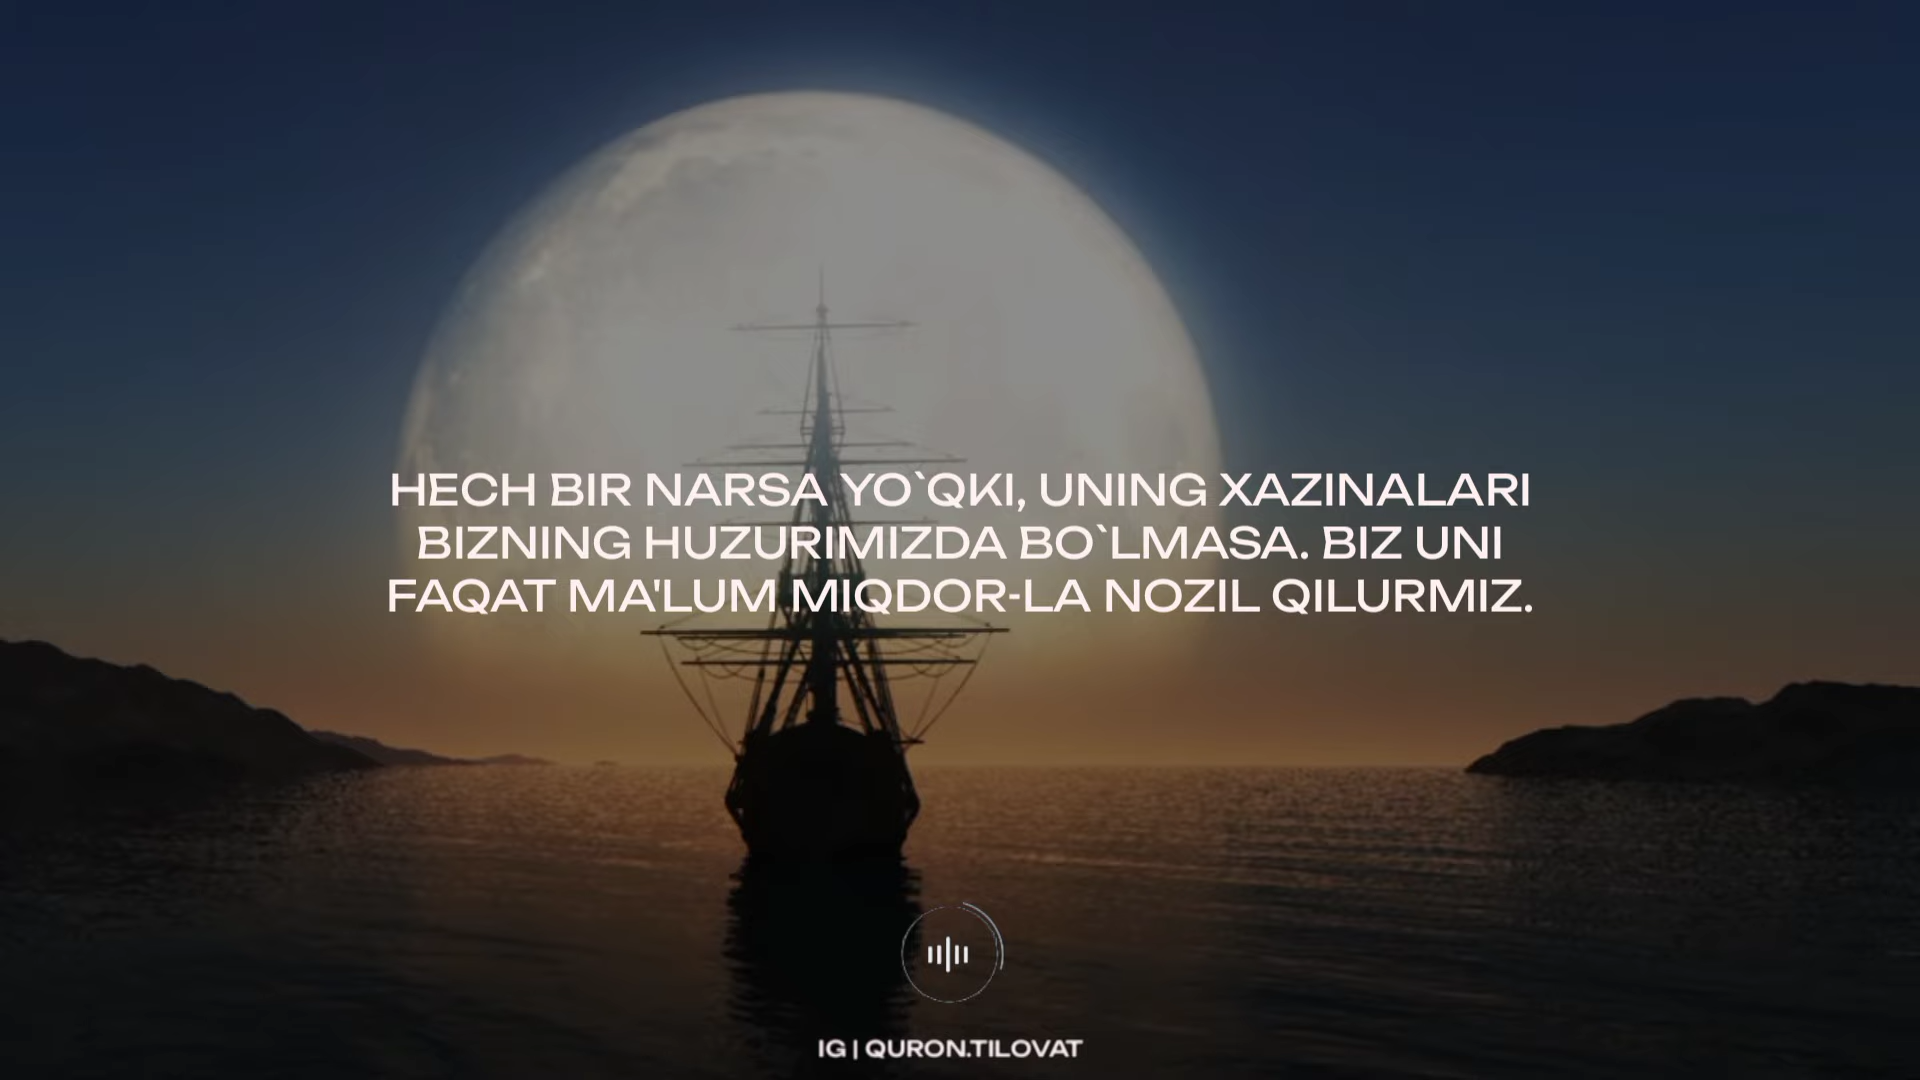 HECH BIR NARSA YO`QKI, UNING XAZINALARI
BIZNING HUZURIMIZDA BO`LMASA. BIZ UNI
FAQAT MA'LUM MIQDOR-LA NOZIL QILURMIZ.
IG | QURON.TILOVAT